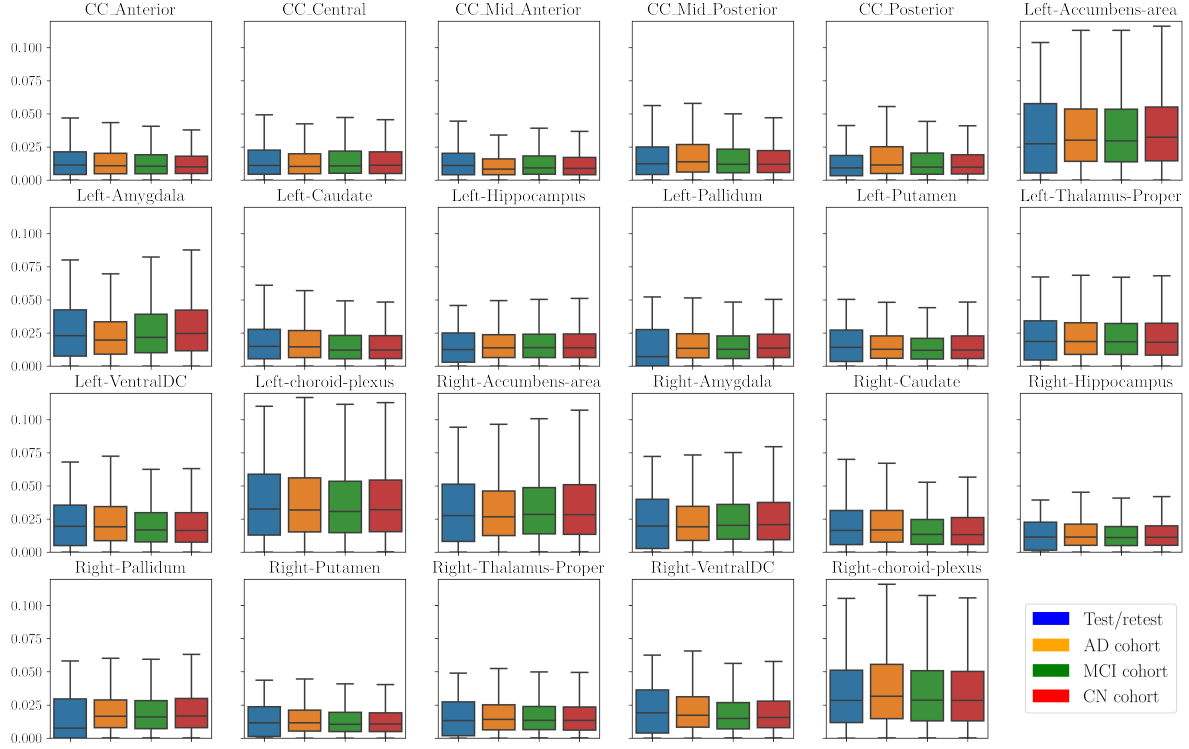 CC_Anterior CC_Central CC_Mid_Anterior CC_Mid_Posterior CC_Posterior Left-Accumbens-area
0.100
0.075
0.050
0.025
0.000
Left-Amygdala Left-Caudate Left-Hippocampus Left-Pallidum Left-Putamen Left-Thalamus-Proper
0.100
0.075
0.050
0.025
0.000
Left-VentralDC Left-choroid-plexus Right-Accumbens-area Right-Amygdala Right-Caudate Right-Hippocampus
0.100
0.075
0.050
0.025
0.000
Right-Pallidum Right-Putamen Right-Thalamus-Proper Right-VentralDC Right-choroid-plexus
0.100
0.075
0.050
0.025
0.000
Test/retest
AD cohort
MCI cohort
CN cohort